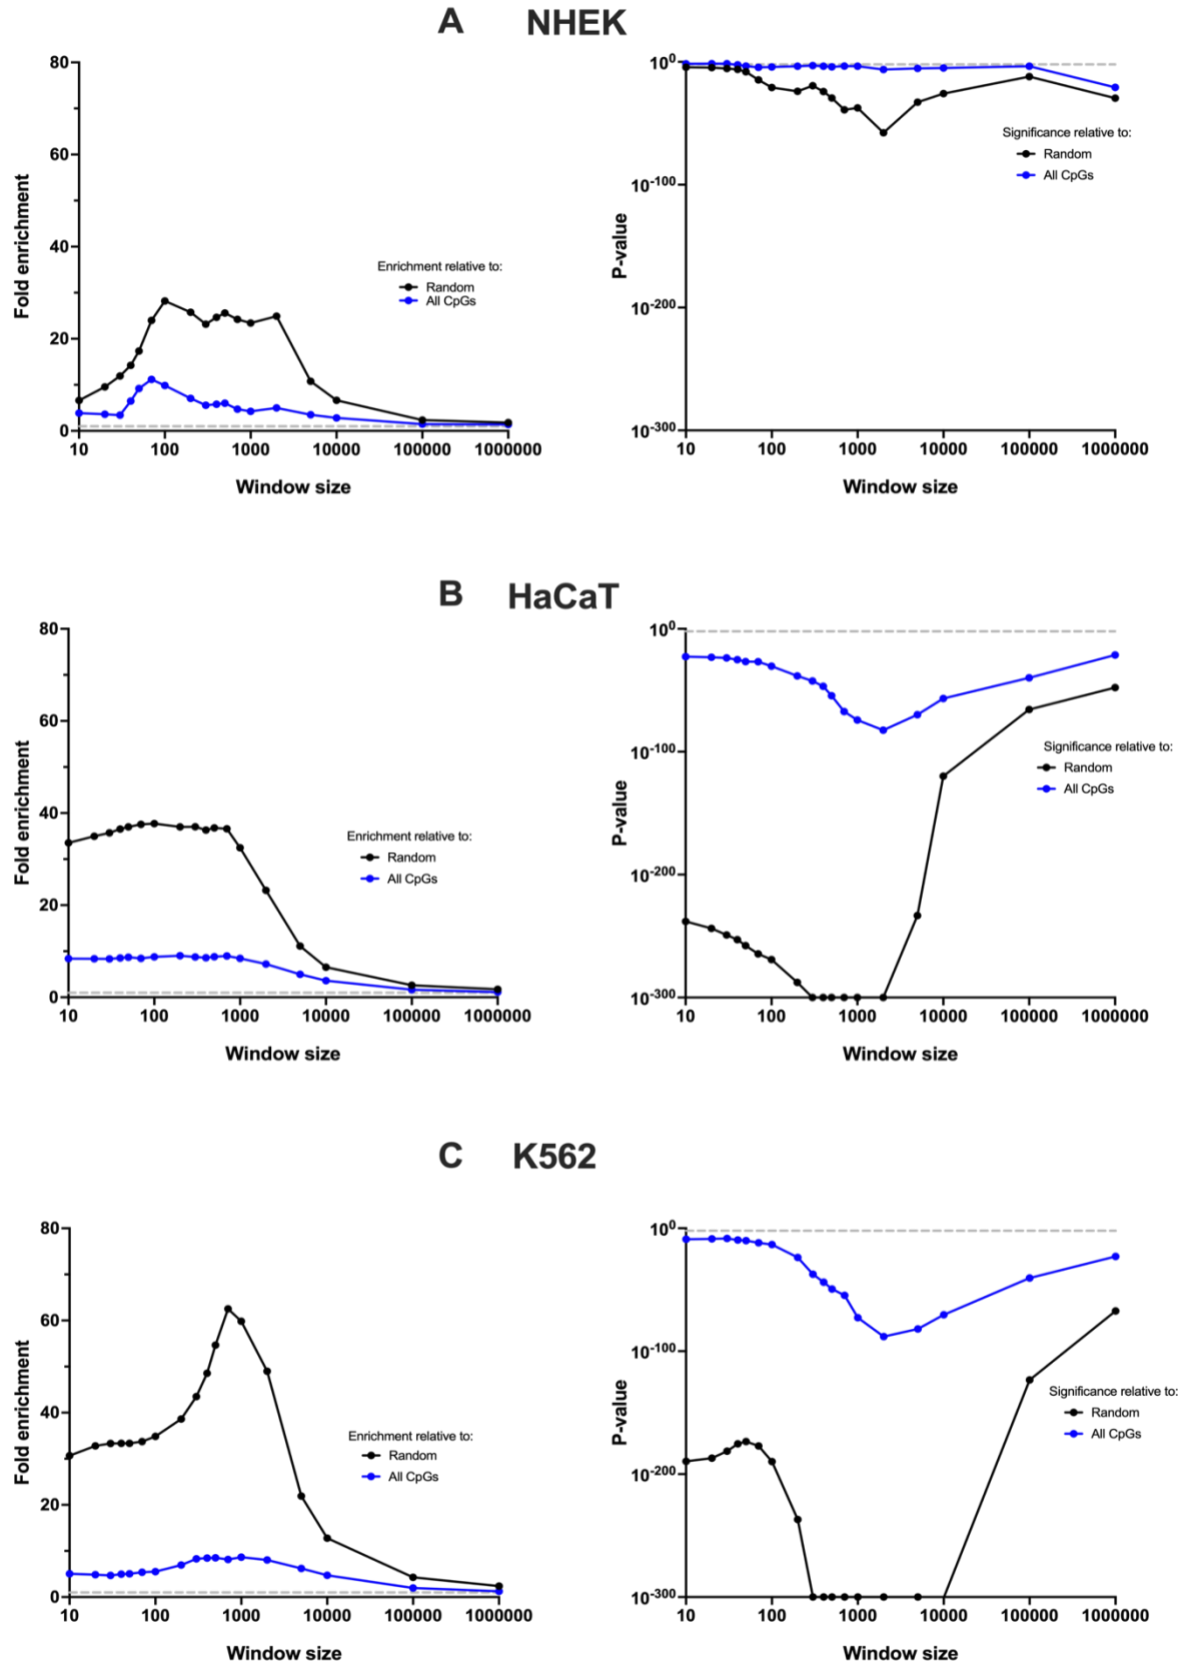 A NHEK
80
60
40
20
0
Fold enrichment
Enrichment relative to:
Random
All CpGs
10 100 1000 10000 100000 1000000
Window size
10^0
10^-100
10^-200
10^-300
P-value
Significance relative to:
Random
All CpGs
10 100 1000 10000 100000 1000000
Window size
B HaCaT
80
60
40
20
0
Fold enrichment
Enrichment relative to:
Random
All CpGs
10 100 1000 10000 100000 1000000
Window size
10^0
10^-100
10^-200
10^-300
P-value
Significance relative to:
Random
All CpGs
10 100 1000 10000 100000 1000000
Window size
C K562
80
60
40
20
0
Fold enrichment
Enrichment relative to:
Random
All CpGs
10 100 1000 10000 100000 1000000
Window size
10^0
10^-100
10^-200
10^-300
P-value
Significance relative to:
Random
All CpGs
10 100 1000 10000 100000 1000000
Window size